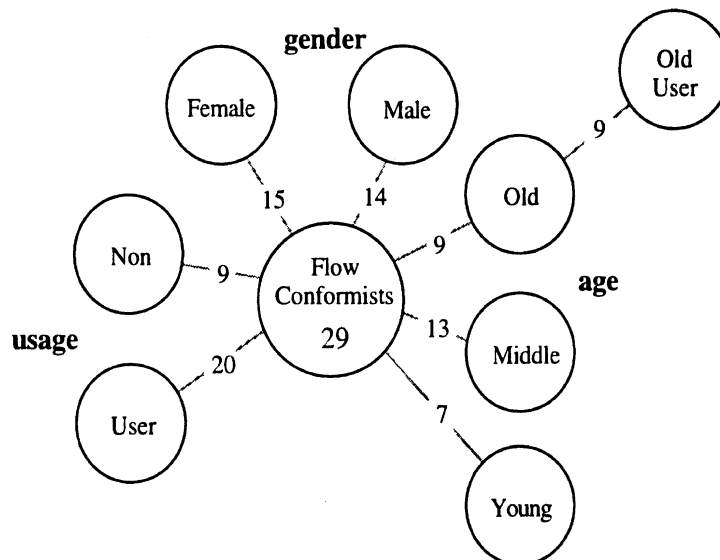 gender
Old
User
Female
Male
9
15
14
Old
Non
9
Flow
Conformists
29
9
age
usage
13
Middle
20
User
7
Young